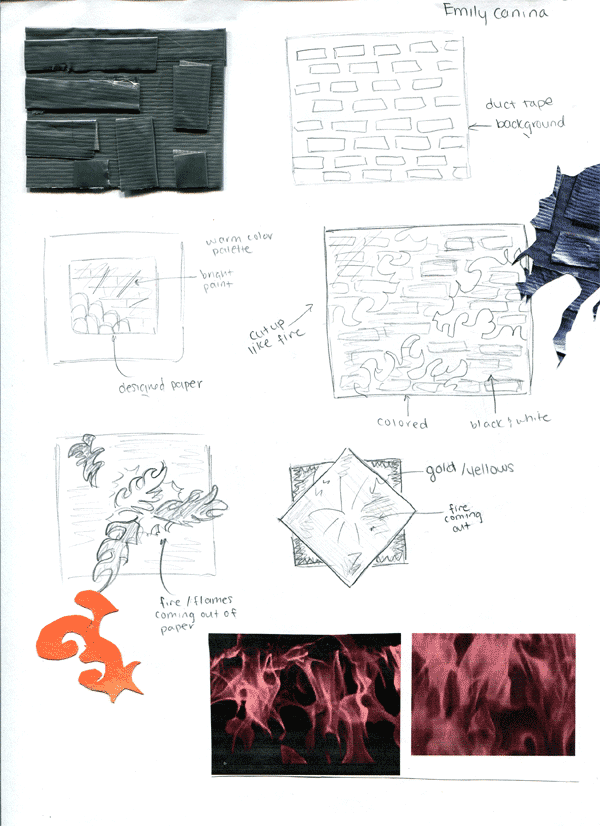 Emily Conina
duct tape
background
warm color
palette
bright
paint
cut up
like fire
designed paper
colored
black & white
gold/yellows
fire
coming
out
fire/flames
coming out of
paper